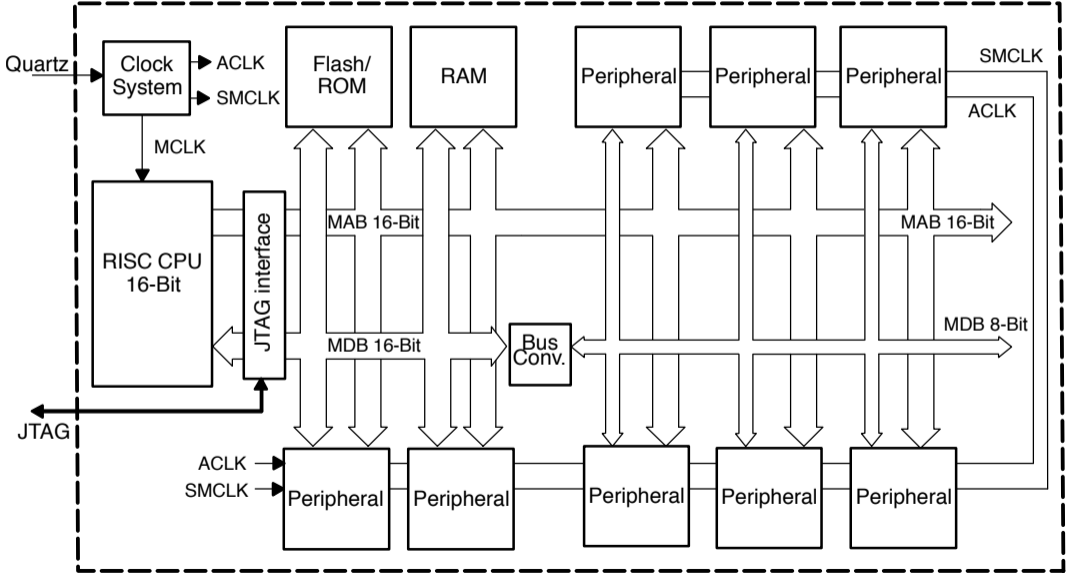 Quartz
Clock
System
ACLK
SMCLK
MCLK
Flash/
ROM
RAM
Peripheral
Peripheral
Peripheral
SMCLK
ACLK
RISC CPU
16-Bit
JTAG interface
MAB 16-Bit
MAB 16-Bit
MDB 16-Bit
Bus
Conv.
MDB 8-Bit
JTAG
ACLK
SMCLK
Peripheral
Peripheral
Peripheral
Peripheral
Peripheral